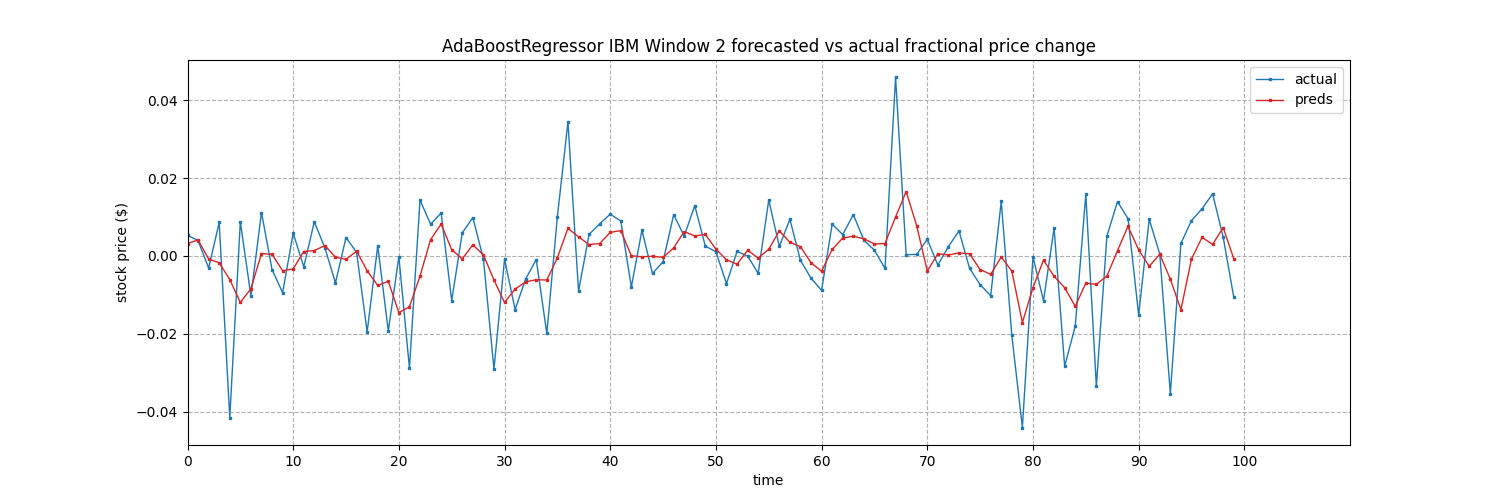 AdaBoostRegressor IBM Window 2 forecasted vs actual fractional price change
actual
preds
stock price ($)
0.04
0.02
0.00
−0.02
−0.04
0 10 20 30 40 50 60 70 80 90 100
time